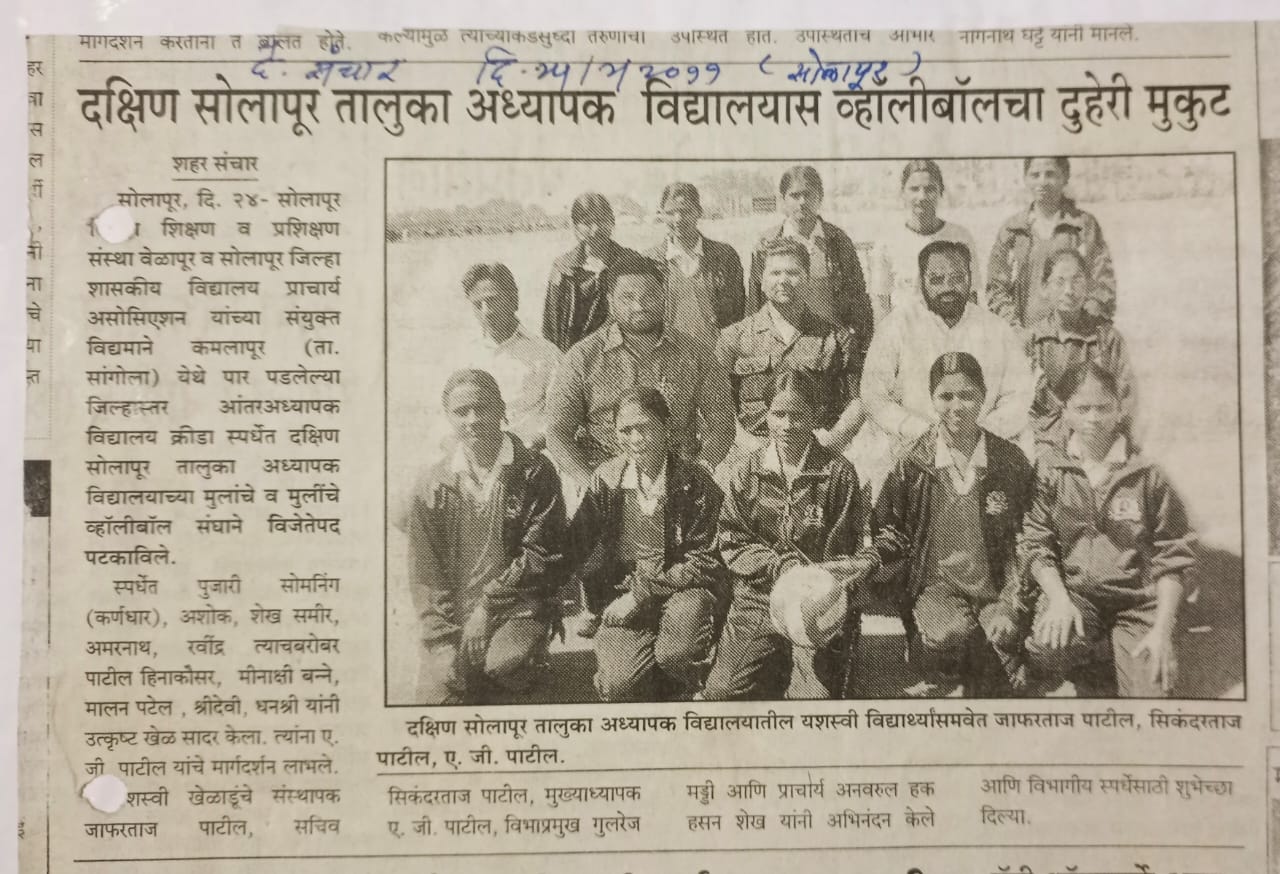 मार्गदर्शन करताना ते बोलत होते.
कल्यामुळे त्याच्याकडसुध्दा तरुणाचा
उपस्थित होते. उपस्थितांचे आभार
नागनाथ घट्टे यांनी मानले.
दै. संचार दि. २५/१/२०११ (सोलापूर)
दक्षिण सोलापूर तालुका अध्यापक विद्यालयास व्हॉलीबॉलचा दुहेरी मुकुट
शहर संचार
सोलापूर, दि. २४- सोलापूर
शिक्षण व प्रशिक्षण
संस्था वेळापूर व सोलापूर जिल्हा
शासकीय विद्यालय प्राचार्य
असोसिएशन यांच्या संयुक्त
विद्यमाने कमलापूर (ता.
सांगोला) येथे पार पडलेल्या
जिल्हास्तर आंतरअध्यापक
विद्यालय क्रीडा स्पर्धेत दक्षिण
सोलापूर तालुका अध्यापक
विद्यालयाच्या मुलांचे व मुलींचे
व्हॉलीबॉल संघाने विजेतेपद
पटकाविले.
स्पर्धेत पुजारी सोमनिंग
(कर्णधार), अशोक, शेख समीर,
अमरनाथ, रवींद्र त्याचबरोबर
पाटील हिनाकौसर, मीनाक्षी बन्ने,
मालन पटेल , श्रीदेवी, धनश्री यांनी
उत्कृष्ट खेळ सादर केला. त्यांना ए.
जी. पाटील यांचे मार्गदर्शन लाभले.
शस्वी खेळाडूंचे संस्थापक
जाफरताज पाटील, सचिव
दक्षिण सोलापूर तालुका अध्यापक विद्यालयातील यशस्वी विद्यार्थ्यांसमवेत जाफरताज पाटील, सिकंदरताज
पाटील, ए. जी. पाटील.
सिकंदरताज पाटील, मुख्याध्यापक
ए. जी. पाटील, विभाप्रमुख गुलरेज
मड्डी आणि प्राचार्य अनवरुल हक
हसन शेख यांनी अभिनंदन केले
आणि विभागीय स्पर्धेसाठी शुभेच्छा
दिल्या.